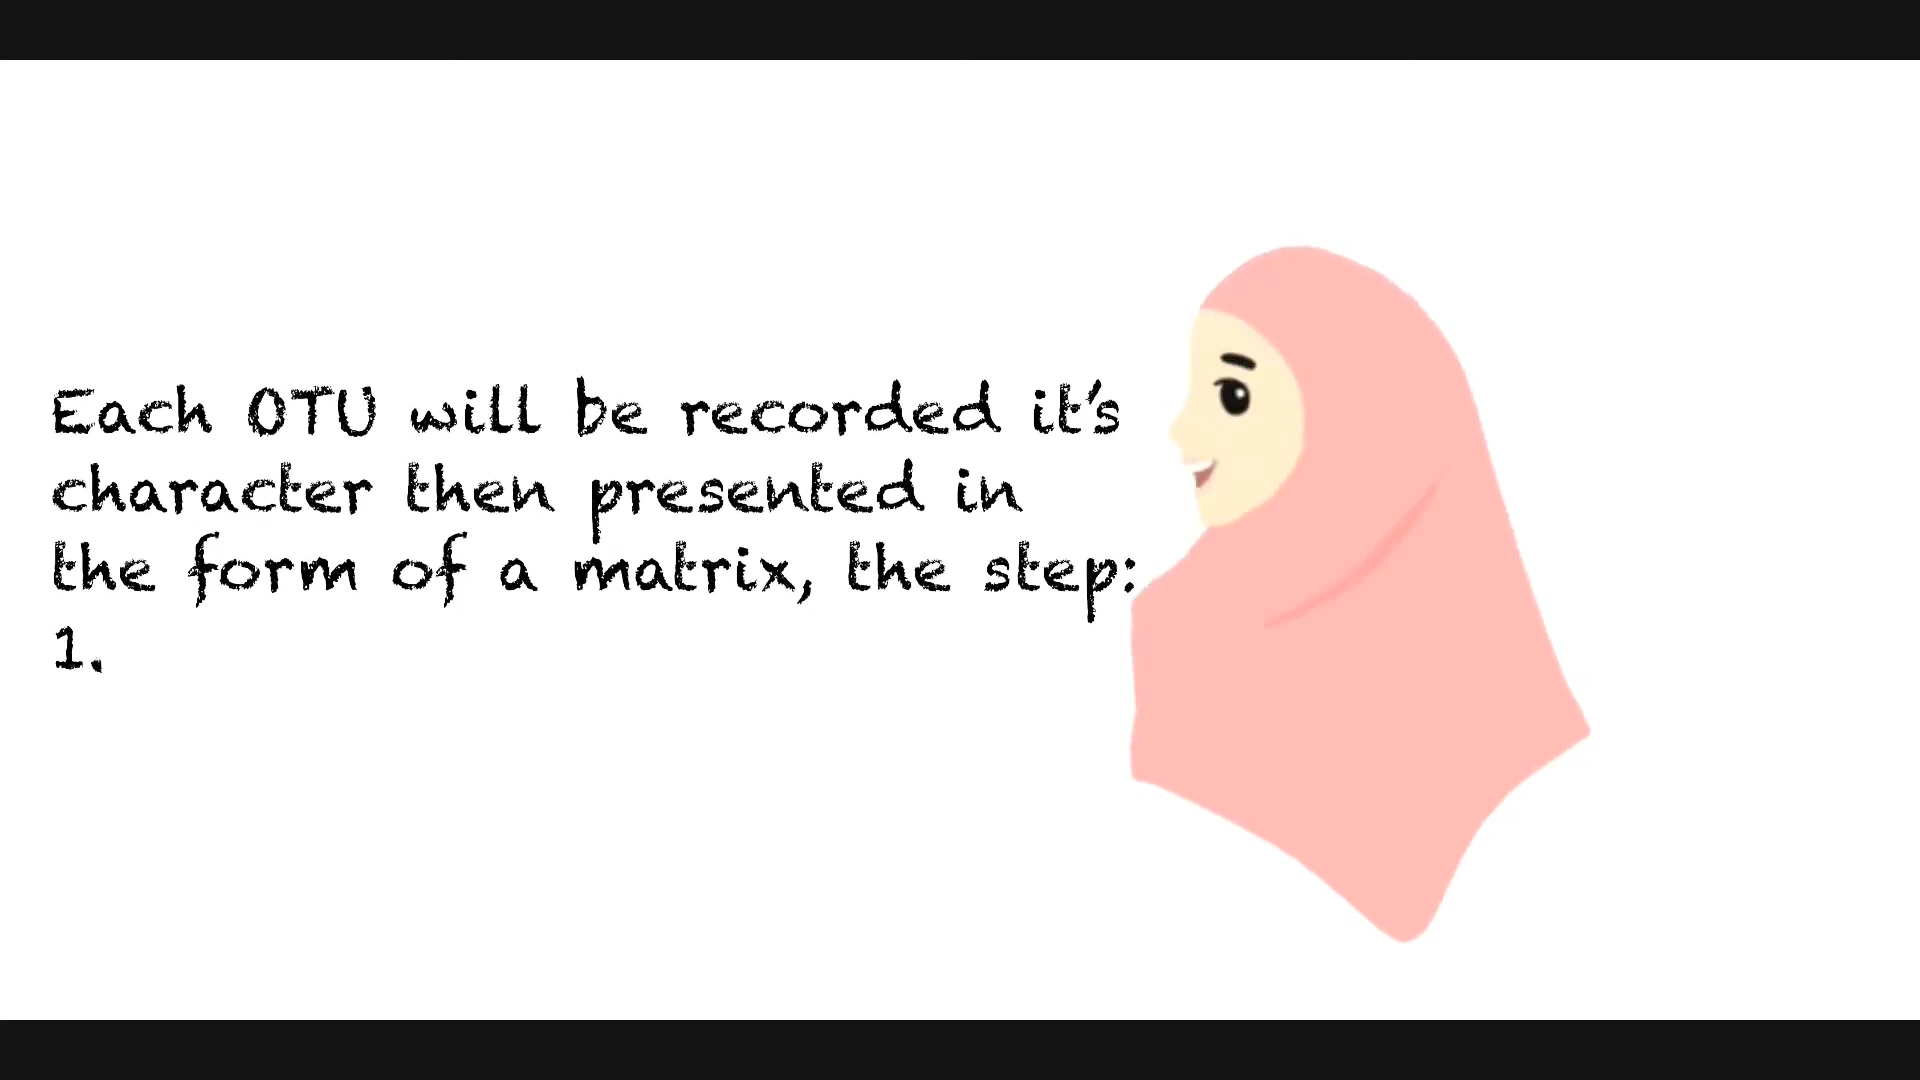 Each OTU will be recorded it's
character then presented in
the form of a matrix, the step:
1.